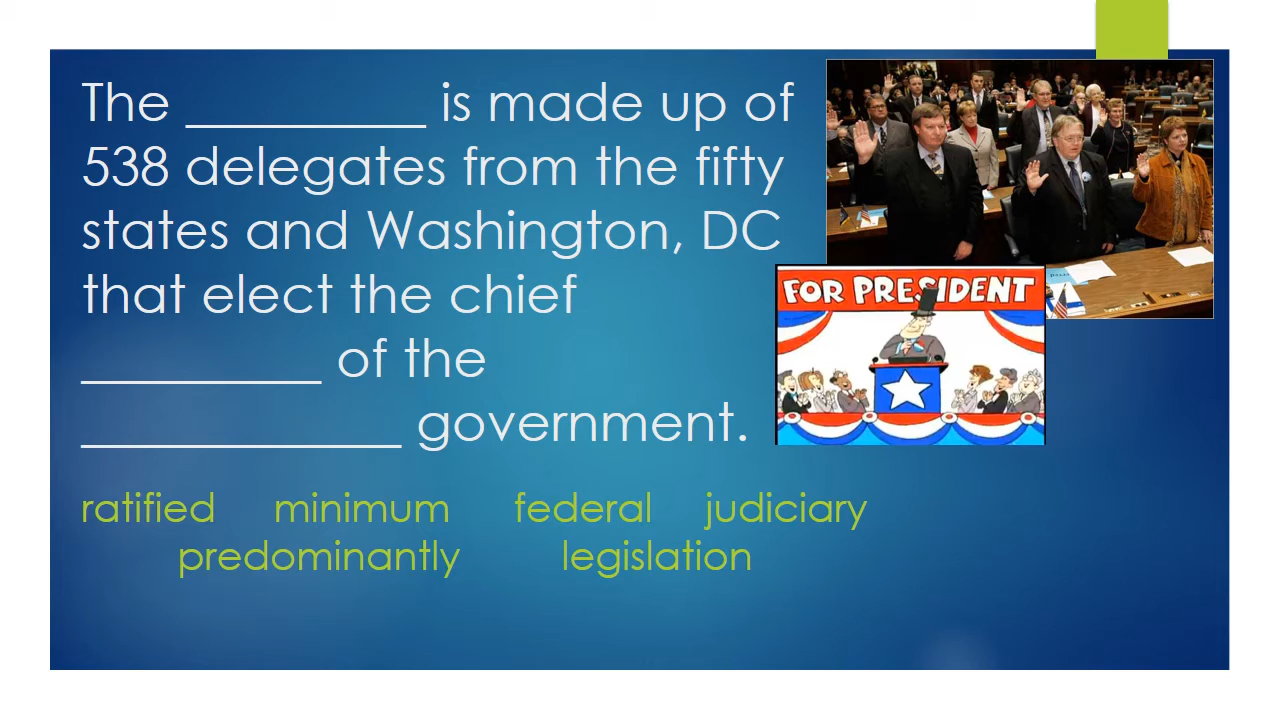 The _________ is made up of
538 delegates from the fifty
states and Washington, DC
that elect the chief
_________ of the
____________ government.
FOR PRESIDENT
ratified minimum federal judiciary
predominantly legislation